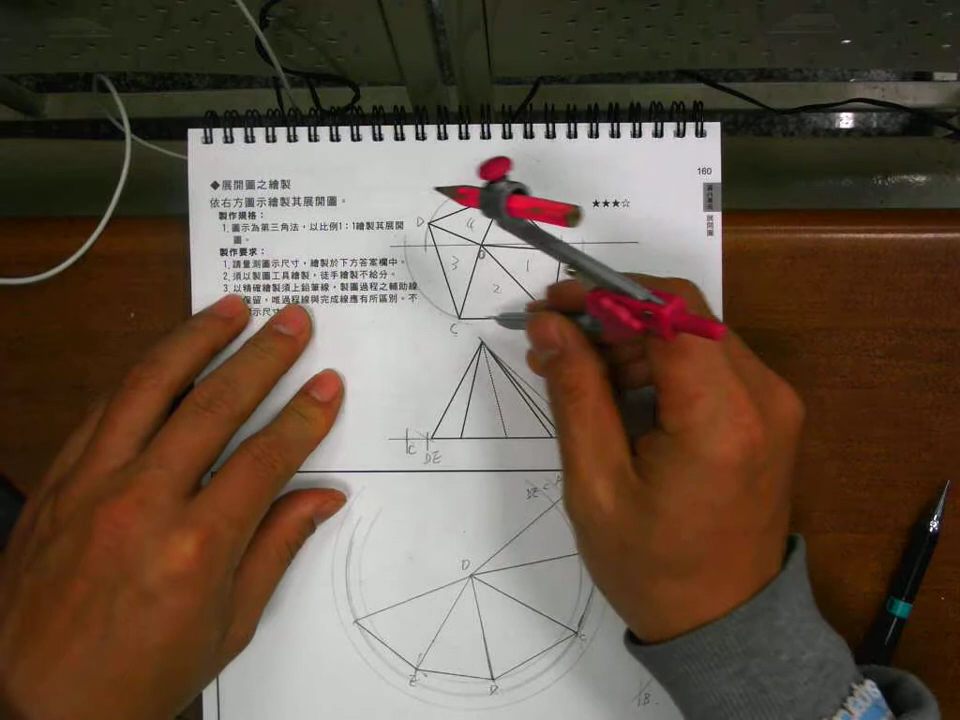 160
◆展開圖之繪製
依右方圖示繪製其展開圖。
★★★☆
製作規格：
1. 圖示為第三角法，以比例1：1繪製其展開
圖。
製作要求：
1. 請量測圖示尺寸，繪製於下方答案欄中。
2. 須以製圖工具繪製，徒手繪製不給分。
3. 以精確繪製須上鉛筆線，製圖過程之輔助線
保留，唯過程線與完成線應有所區別。不
示尺寸
展開圖
D
4
O
3
1
2
C
C
DE
DE
C
A
O
C
E
D